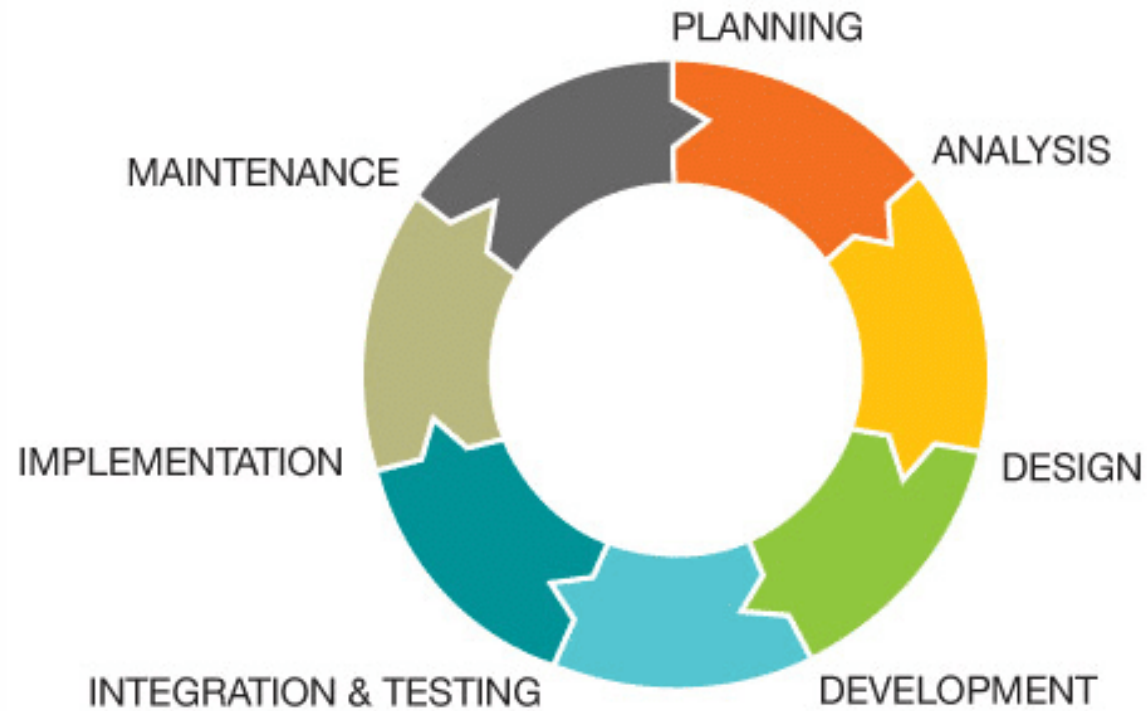 PLANNING
ANALYSIS
DESIGN
DEVELOPMENT
INTEGRATION & TESTING
IMPLEMENTATION
MAINTENANCE